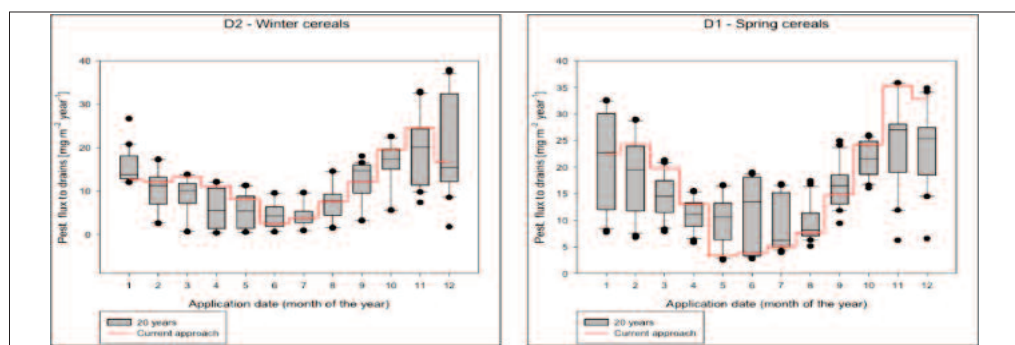 D2 - Winter cereals
Pest. flux to drains [mg m-2 year-1]
40
30
20
10
0
1 2 3 4 5 6 7 8 9 10 11 12
Application date (month of the year)
20 years
Current approach
D1 - Spring cereals
Pest. flux to drains [mg m-2 year-1]
40
35
30
25
20
15
10
5
0
1 2 3 4 5 6 7 8 9 10 11 12
Application date (month of the year)
20 years
Current approach